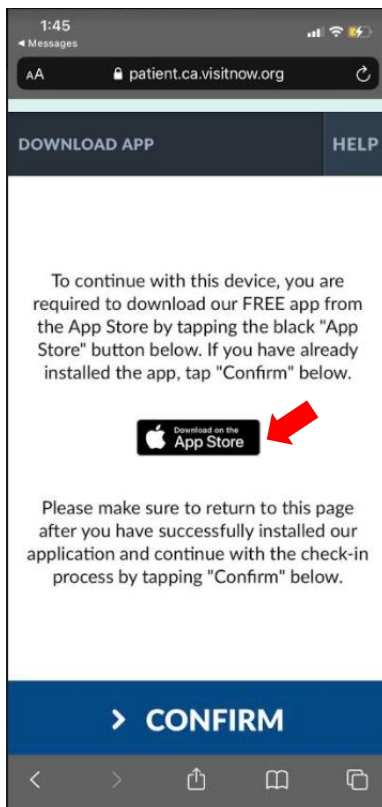 1:45
Messages
AA patient.ca.visitnow.org
DOWNLOAD APP HELP
To continue with this device, you are
required to download our FREE app from
the App Store by tapping the black "App
Store" button below. If you have already
installed the app, tap "Confirm" below.
Download on the
App Store
Please make sure to return to this page
after you have successfully installed our
application and continue with the check-in
process by tapping "Confirm" below.
> CONFIRM